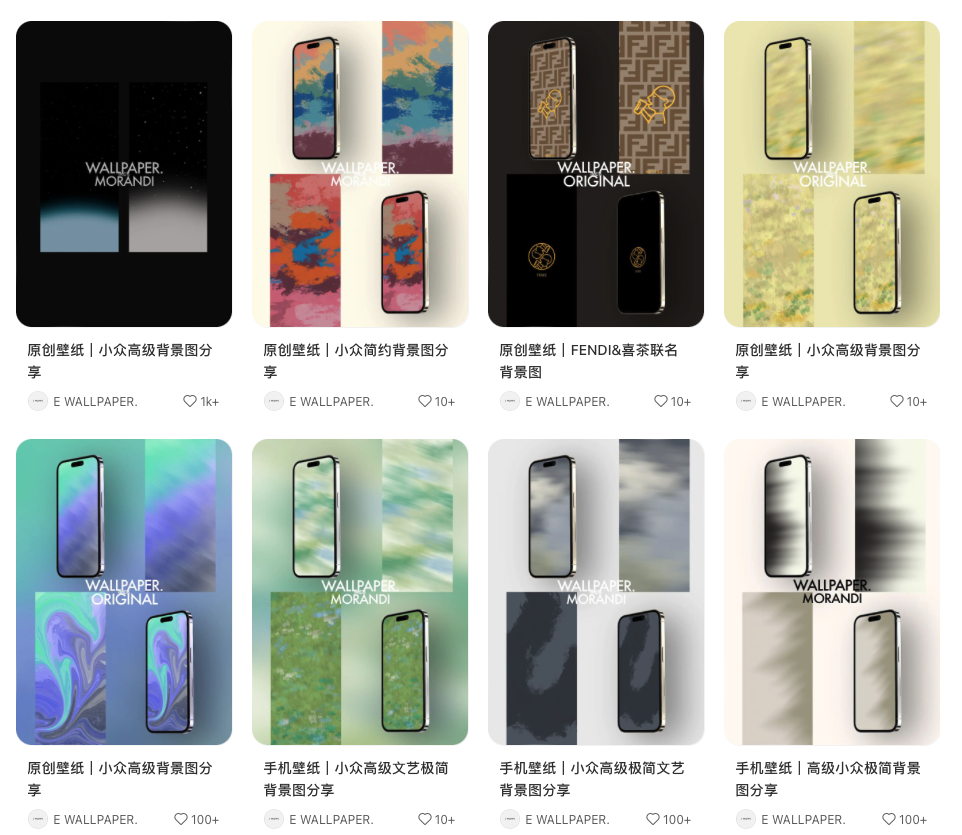 WALLPAPER.
MORANDI
WALLPAPER.
MORANDI
WALLPAPER.
ORIGINAL
WALLPAPER.
ORIGINAL
原创壁纸｜小众高级背景图分
享
E WALLPAPER.
1k+
原创壁纸｜小众简约背景图分
享
E WALLPAPER.
10+
原创壁纸｜FENDI&喜茶联名
背景图
E WALLPAPER.
10+
原创壁纸｜小众高级背景图分
享
E WALLPAPER.
10+
WALLPAPER.
ORIGINAL
WALLPAPER.
MORANDI
WALLPAPER.
MORANDI
WALLPAPER.
MORANDI
原创壁纸｜小众高级背景图分
享
E WALLPAPER.
100+
手机壁纸｜小众高级文艺极简
背景图分享
E WALLPAPER.
10+
手机壁纸｜小众高级极简文艺
背景图分享
E WALLPAPER.
100+
手机壁纸｜高级小众极简背景
图分享
E WALLPAPER.
100+